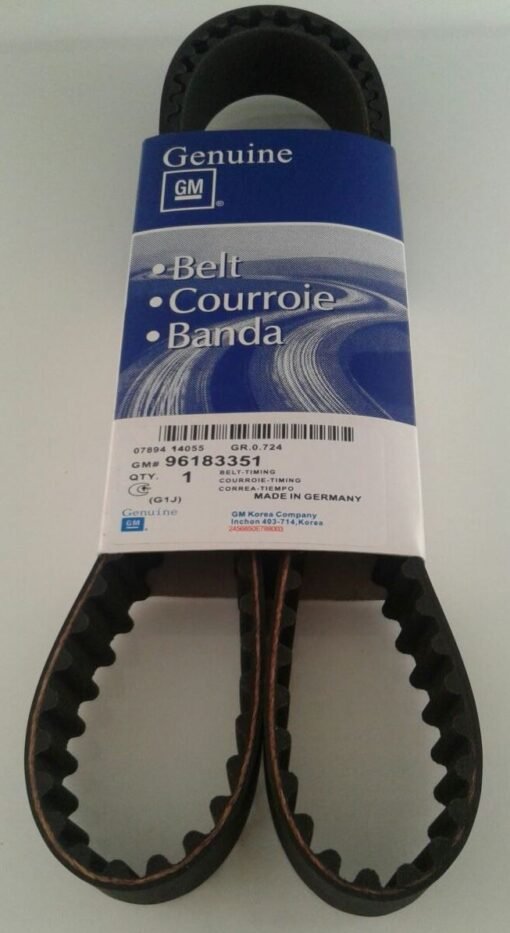 Genuine
GM ®
• Belt
• Courroie
• Banda
07894 14055 GR.0.724
GM# 96183351
QTY. 1 BELT-TIMING
COURROIE-TIMING
CORREA-TIEMPO
(G1J) MADE IN GERMANY
Genuine
GM
GM Korea Company
Inchon 403-714, Korea